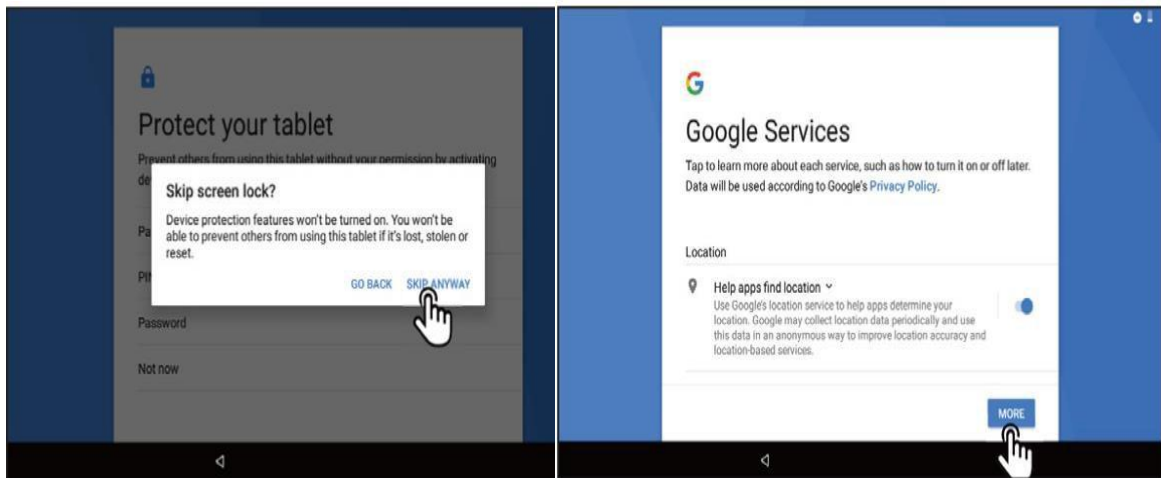 Protect your tablet
Prevent others from using this tablet without your permission by activating
de
Skip screen lock?
Device protection features won't be turned on. You won't be
able to prevent others from using this tablet if it's lost, stolen or
reset.
GO BACK SKIP ANYWAY
Pa
PI
Password
Not now
G
Google Services
Tap to learn more about each service, such as how to turn it on or off later.
Data will be used according to Google's Privacy Policy.
Location
Help apps find location
Use Google's location service to help apps determine your
location. Google may collect location data periodically and use
this data in an anonymous way to improve location accuracy and
location-based services.
MORE